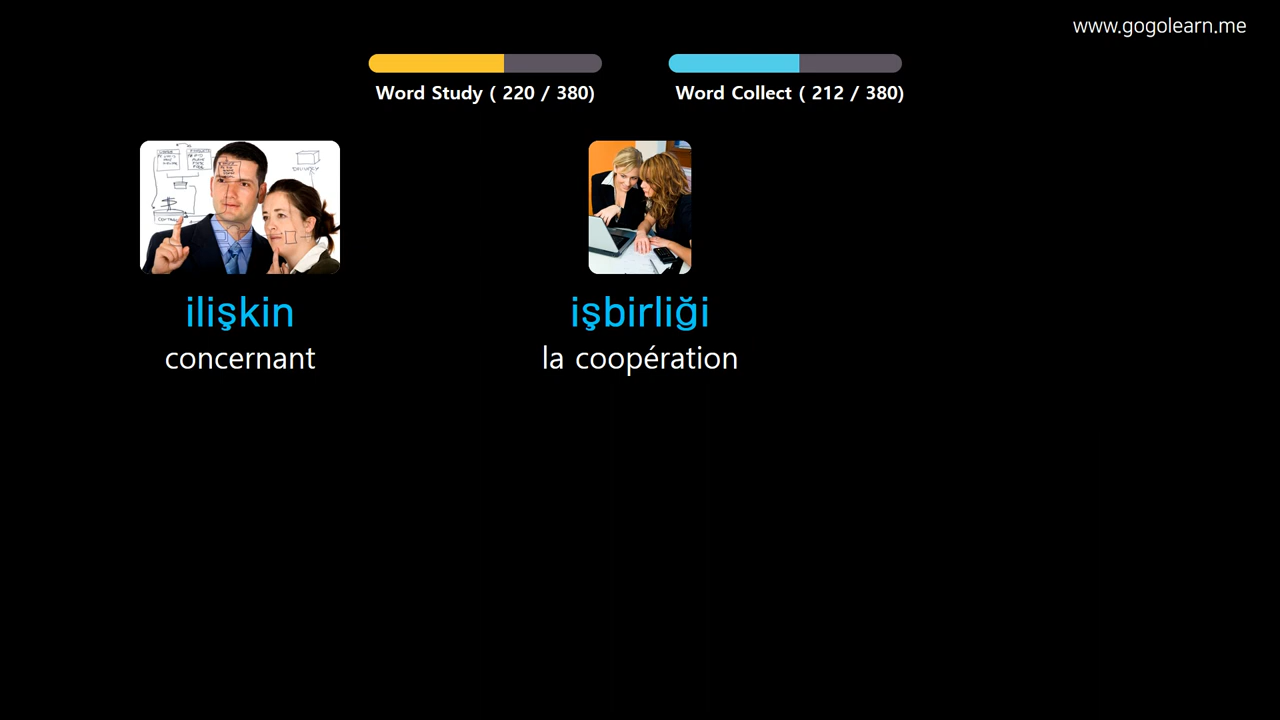 www.gogolearn.me
Word Study ( 220 / 380)
Word Collect ( 212 / 380)
ilişkin
işbirliği
concernant
la coopération